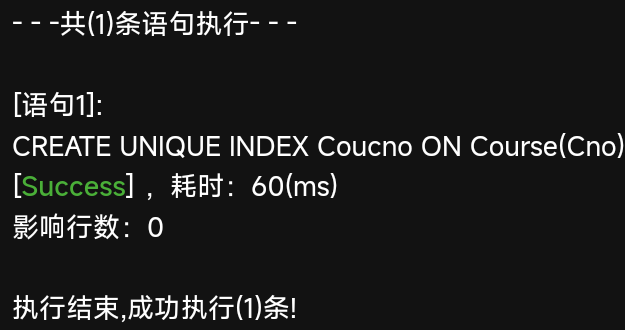 - - -共(1)条语句执行- - -
[语句1]:
CREATE UNIQUE INDEX Coucno ON Course(Cno)
[Success] ，耗时：60(ms)
影响行数：0
执行结束,成功执行(1)条!